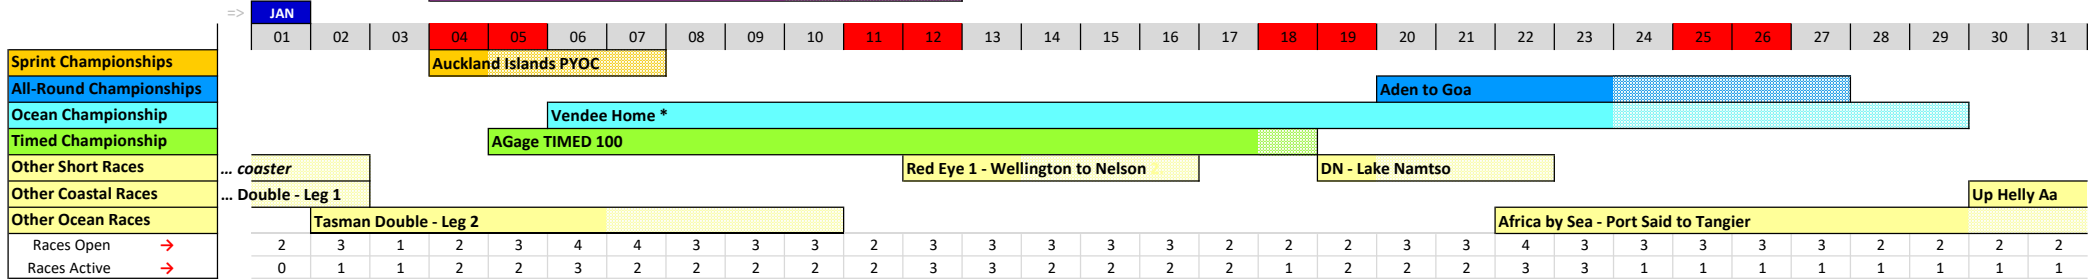 => JAN
01 02 03 04 05 06 07 08 09 10 11 12 13 14 15 16 17 18 19 20 21 22 23 24 25 26 27 28 29 30 31
Sprint Championships Auckland Islands PYOC
All-Round Championships Aden to Goa
Ocean Championship Vendee Home *
Timed Championship AGage TIMED 100
Other Short Races ... coaster Red Eye 1 - Wellington to Nelson DN - Lake Namtso
Other Coastal Races ... Double - Leg 1 Up Helly Aa
Other Ocean Races Tasman Double - Leg 2 Africa by Sea - Port Said to Tangier
Races Open → 2 3 1 2 3 4 4 3 3 3 2 3 3 3 3 3 2 2 2 3 3 4 3 3 3 3 3 2 2 2 2
Races Active → 0 1 1 2 2 3 2 2 2 2 2 3 3 2 2 2 2 1 2 2 2 3 3 1 1 1 1 1 1 1 1